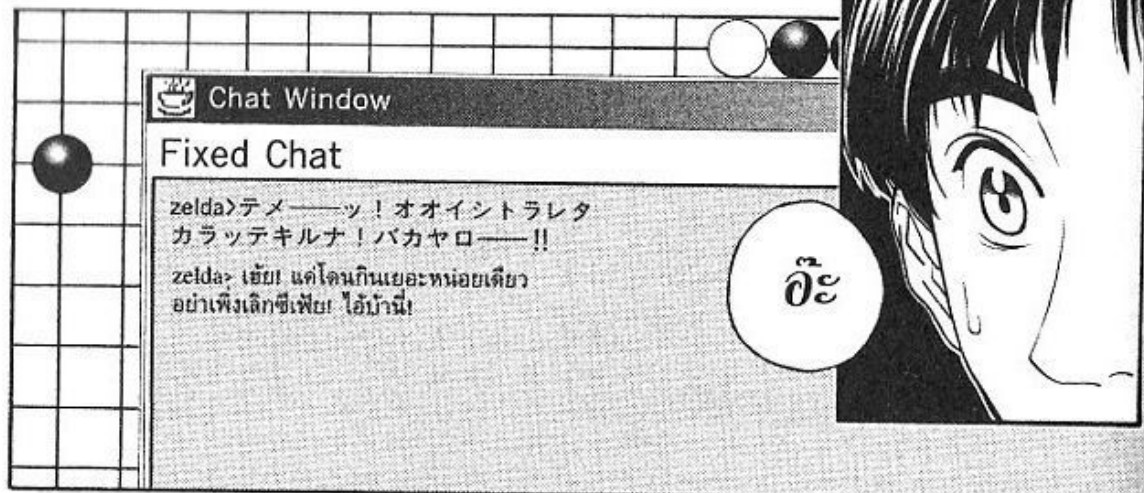 Chat Window
Fixed Chat
zelda>テメ――ッ！オオイシトラレタ
カラッテキルナ！バカヤロ――!!
zelda> เฮ้ย! แค่โดนกินเยอะหน่อยเดียว
อย่าเพิ่งเลิกซีเฟ้ย! ไอ้บ้านี่!
อ๊ะ